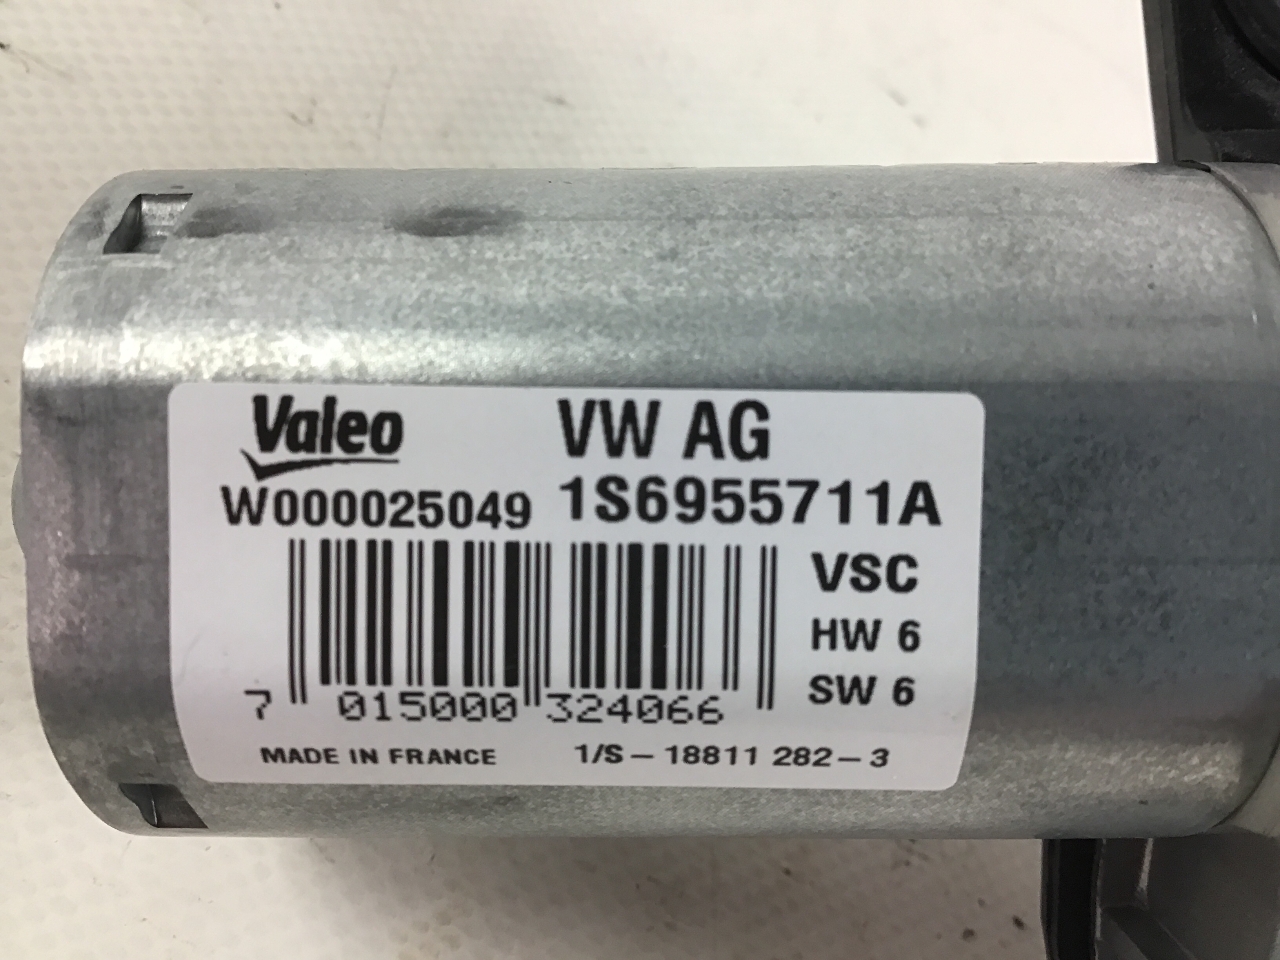 Valeo VW AG
W000025049 1S6955711A
VSC
HW 6
SW 6
7 015000 324066
MADE IN FRANCE 1/S – 18811 282 – 3